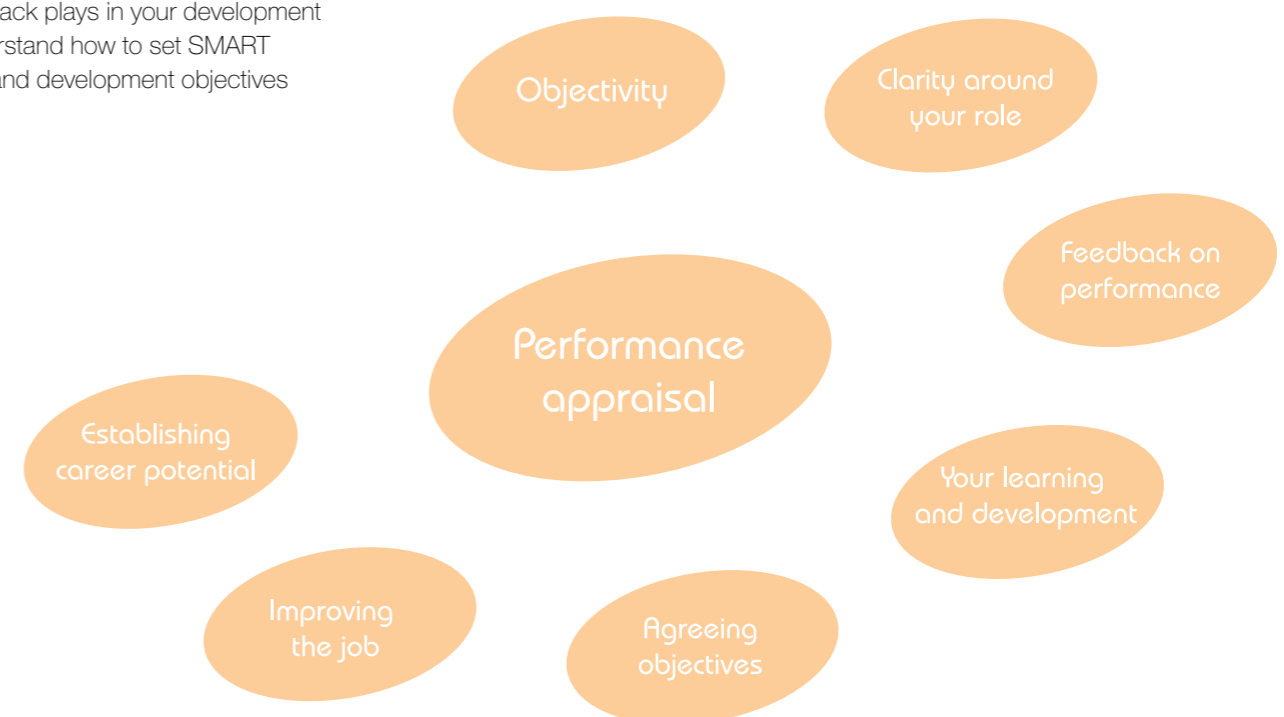 ack plays in your development
erstand how to set SMART
and development objectives
Objectivity
Clarity around
your role
Feedback on
performance
Performance
appraisal
Establishing
career potential
Your learning
and development
Improving
the job
Agreeing
objectives